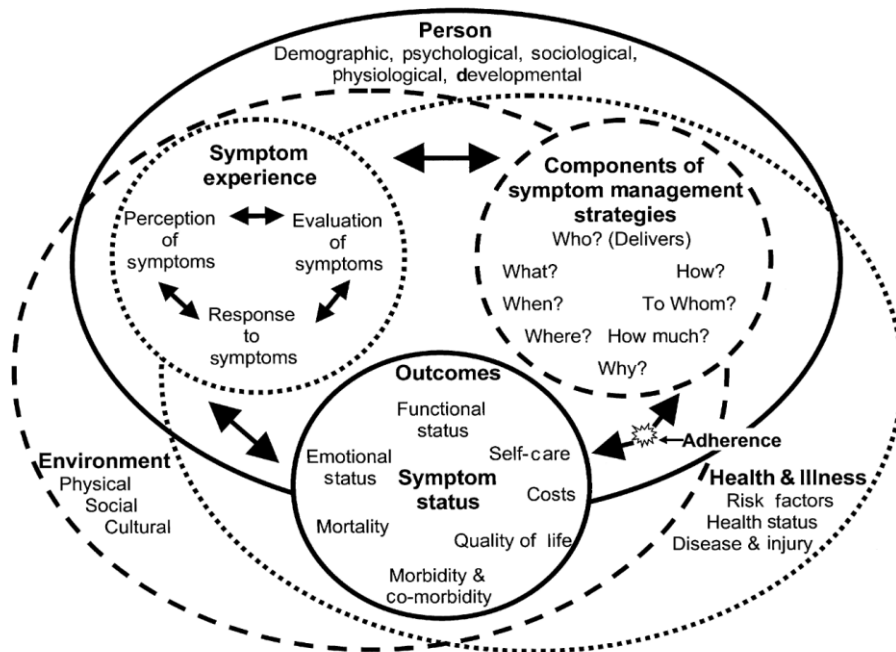 Person
Demographic, psychological, sociological,
physiological, developmental
Symptom
experience
Perception
of
symptoms
Evaluation
of
symptoms
Response
to
symptoms
Components of
symptom management
strategies
Who? (Delivers)
What?
How?
When?
To Whom?
Where?
How much?
Why?
Outcomes
Functional
status
Emotional
status
Self-care
Symptom
status
Costs
Mortality
Quality of life
Morbidity &
co-morbidity
Adherence
Environment
Physical
Social
Cultural
Health & Illness
Risk factors
Health status
Disease & injury